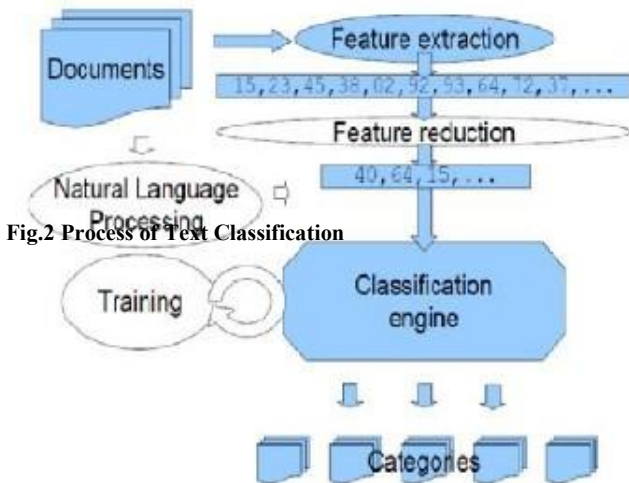 Feature extraction
Documents
15,23,45,38,02,92,93,64,72,37,...
Feature reduction
Natural Language
Processing
40,64,15,...
Fig.2 Process of Text Classification
Training
Classification
engine
Categories